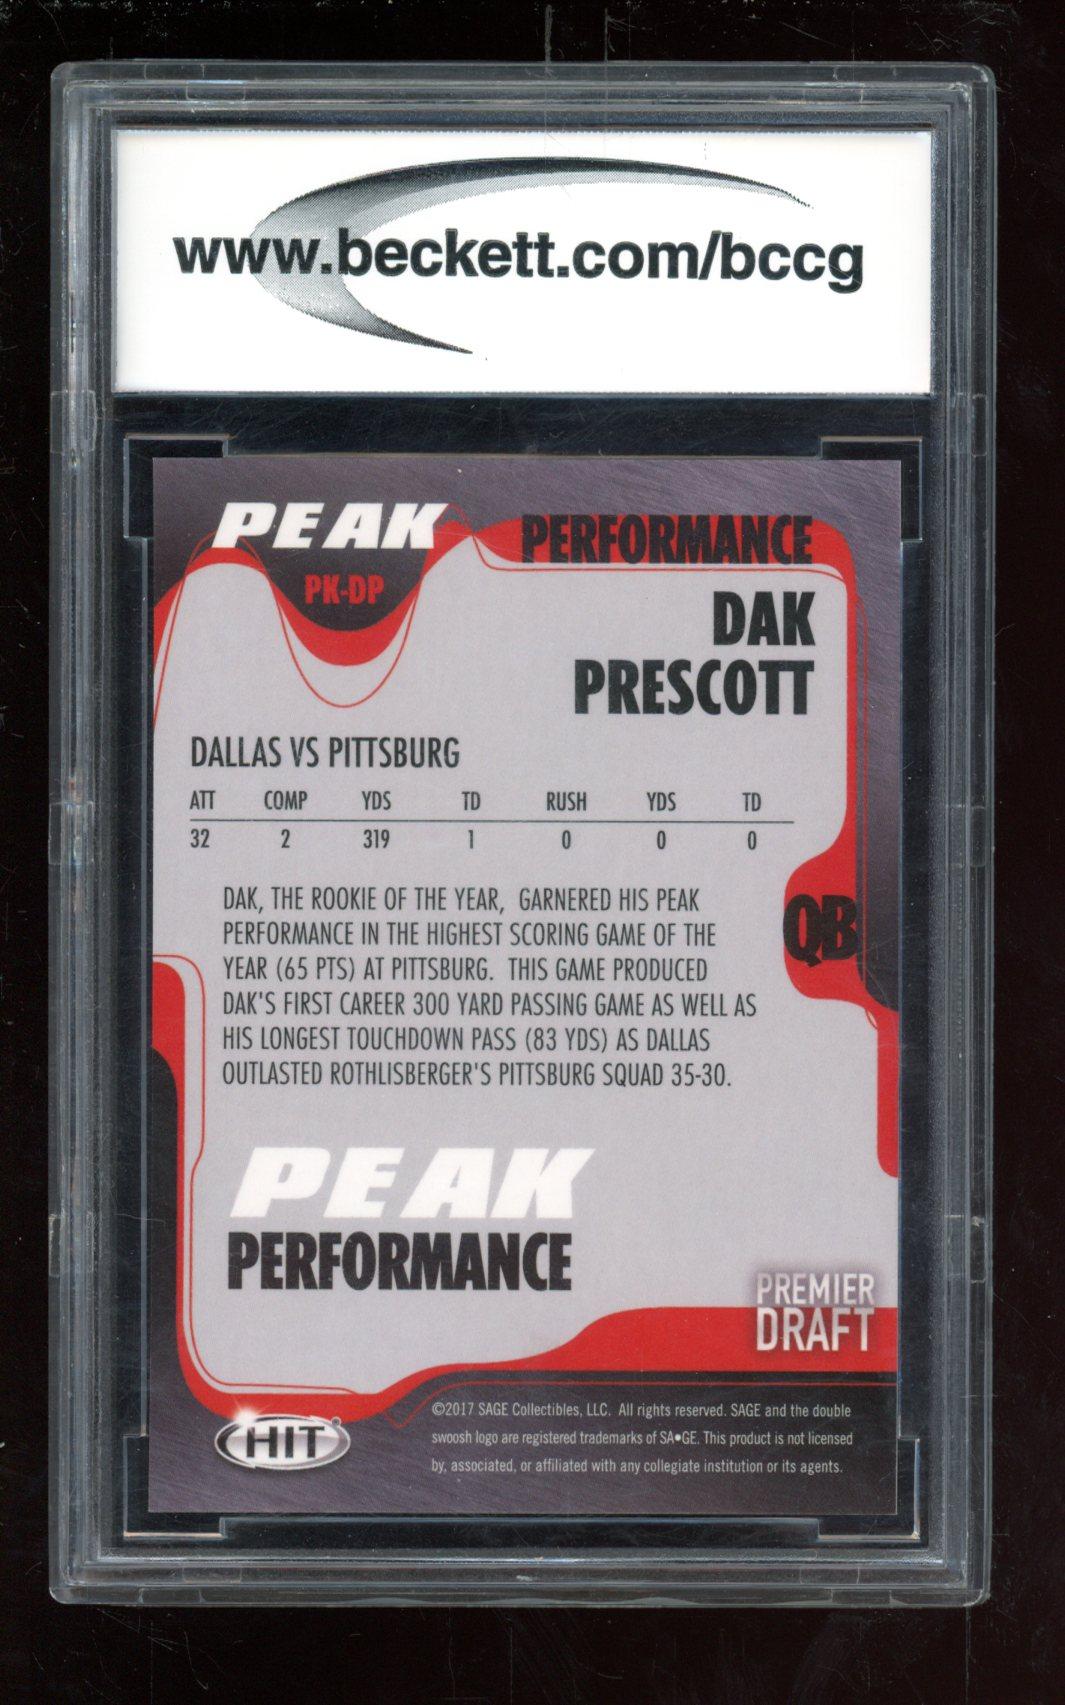 www.beckett.com/bccg
PEAK PERFORMANCE
PK-DP
DAK
PRESCOTT
DALLAS VS PITTSBURG
ATT COMP YDS TD RUSH YDS TD
32 2 319 1 0 0 0
DAK, THE ROOKIE OF THE YEAR, GARNERED HIS PEAK
PERFORMANCE IN THE HIGHEST SCORING GAME OF THE
YEAR (65 PTS) AT PITTSBURG. THIS GAME PRODUCED
DAK'S FIRST CAREER 300 YARD PASSING GAME AS WELL AS
HIS LONGEST TOUCHDOWN PASS (83 YDS) AS DALLAS
OUTLASTED ROTHLISBERGER'S PITTSBURG SQUAD 35-30.
QB
PEAK
PERFORMANCE
PREMIER
DRAFT
HIT®
©2017 SAGE Collectibles, LLC. All rights reserved. SAGE and the double
swoosh logo are registered trademarks of SA•GE. This product is not licensed
by, associated, or affiliated with any collegiate institution or its agents.